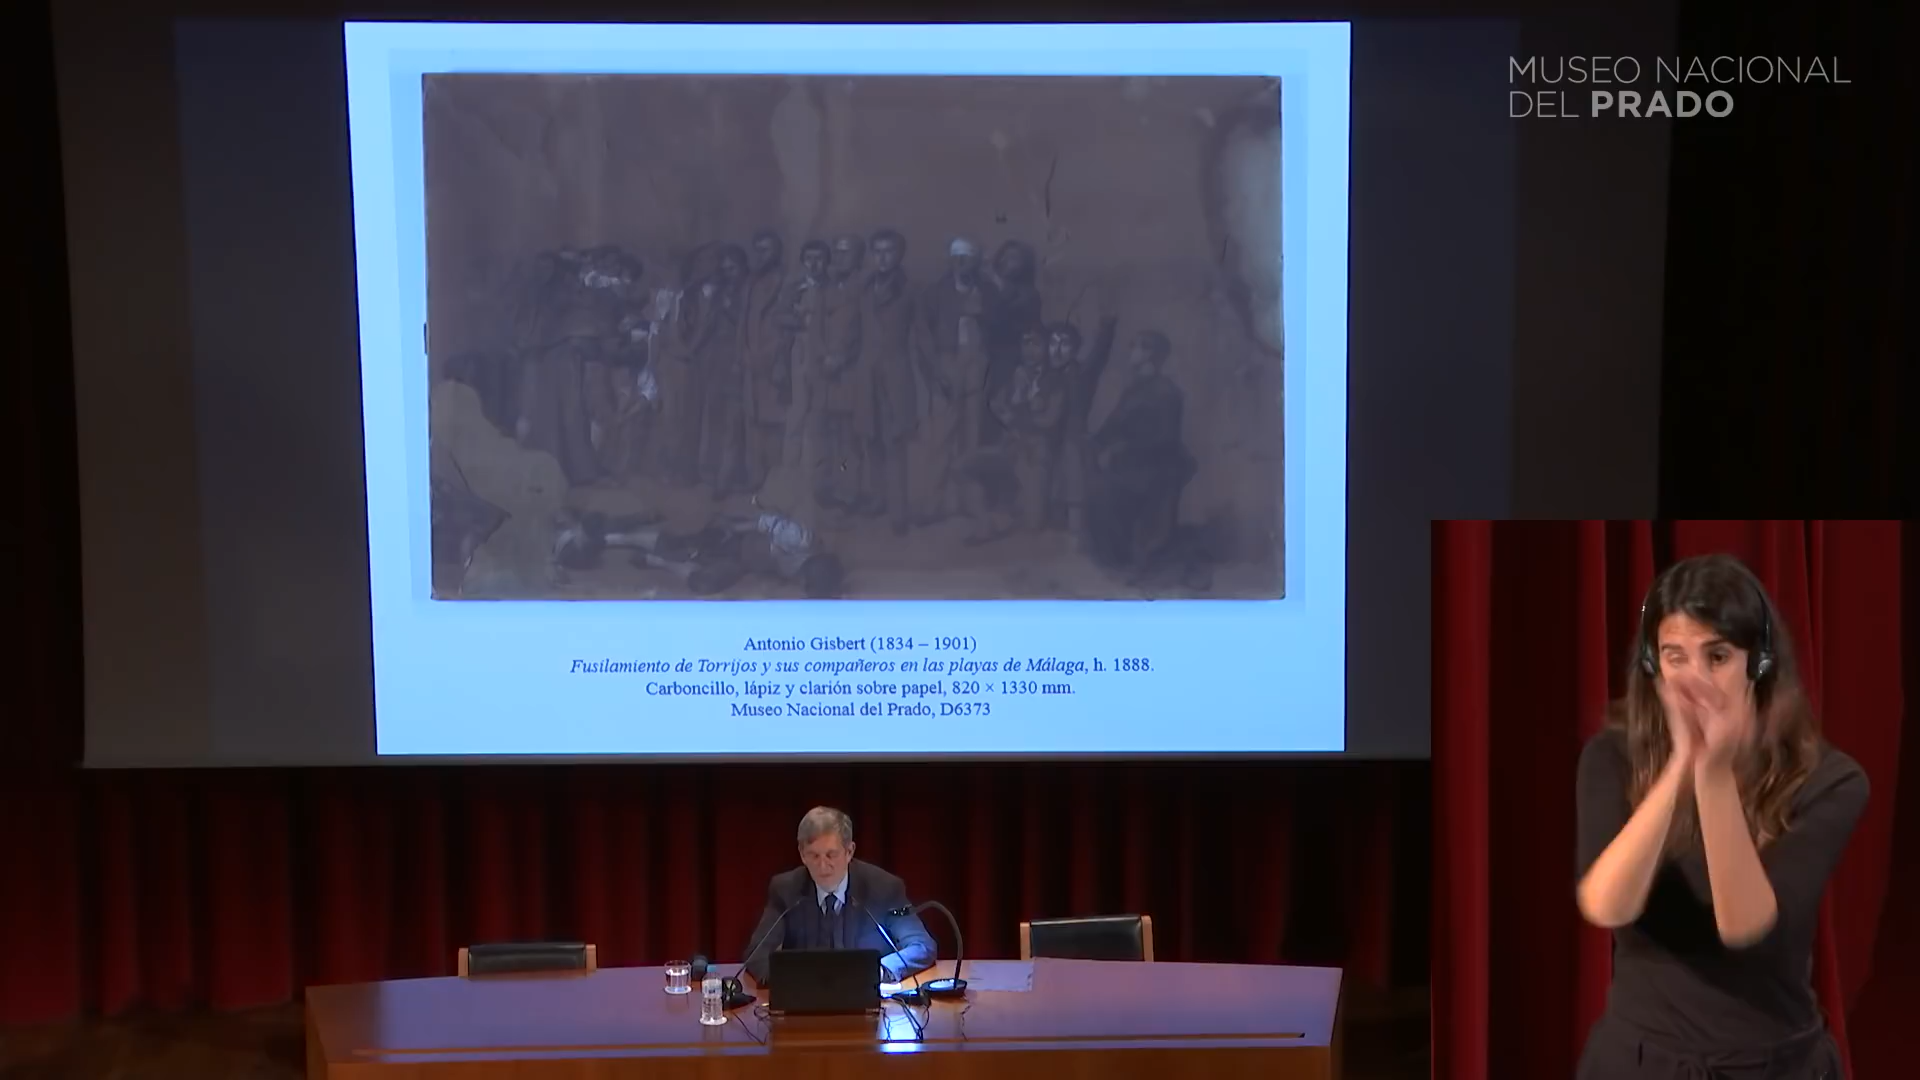 MUSEO NACIONAL
DEL PRADO
Antonio Gisbert (1834 – 1901)
Fusilamiento de Torrijos y sus compañeros en las playas de Málaga, h. 1888.
Carboncillo, lápiz y clarión sobre papel, 820 × 1330 mm.
Museo Nacional del Prado, D6373